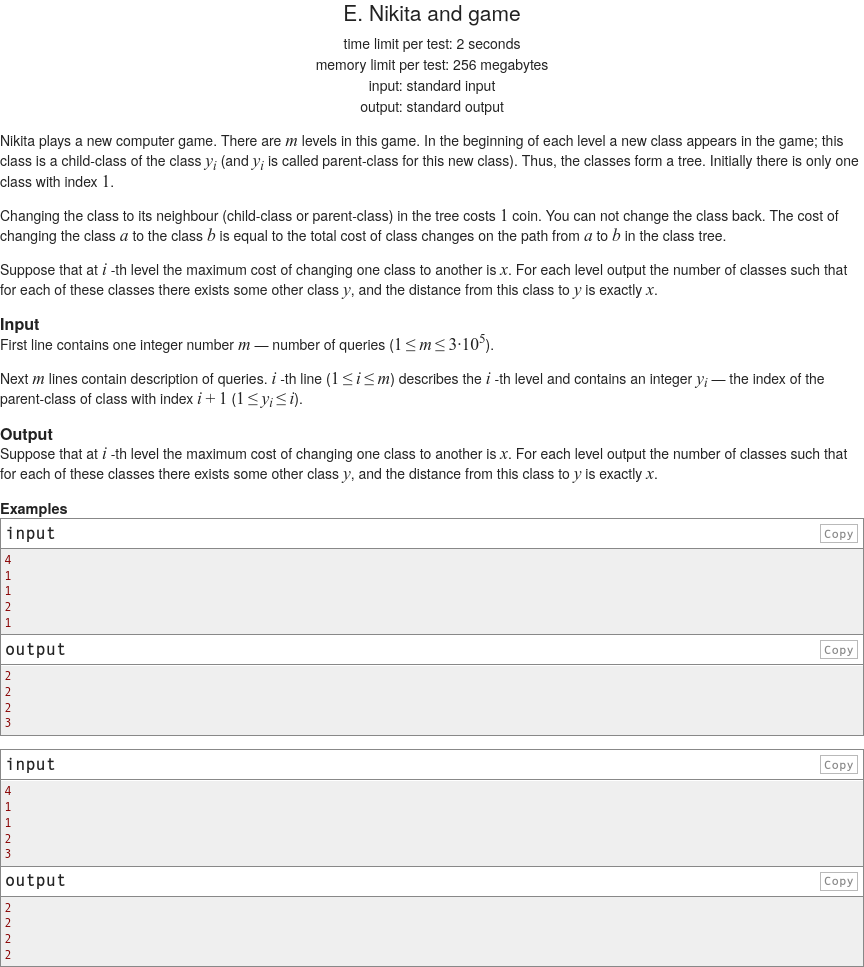 E. Nikita and game
time limit per test: 2 seconds
memory limit per test: 256 megabytes
input: standard input
output: standard output
Nikita plays a new computer game. There are m levels in this game. In the beginning of each level a new class appears in the game; this
class is a child-class of the class yᵢ (and yᵢ is called parent-class for this new class). Thus, the classes form a tree. Initially there is only one
class with index 1.
Changing the class to its neighbour (child-class or parent-class) in the tree costs 1 coin. You can not change the class back. The cost of
changing the class a to the class b is equal to the total cost of class changes on the path from a to b in the class tree.
Suppose that at i -th level the maximum cost of changing one class to another is x. For each level output the number of classes such that
for each of these classes there exists some other class y, and the distance from this class to y is exactly x.
Input
First line contains one integer number m — number of queries (1 ≤ m ≤ 3·10⁵).
Next m lines contain description of queries. i -th line (1 ≤ i ≤ m) describes the i -th level and contains an integer yᵢ — the index of the
parent-class of class with index i + 1 (1 ≤ yᵢ ≤ i).
Output
Suppose that at i -th level the maximum cost of changing one class to another is x. For each level output the number of classes such that
for each of these classes there exists some other class y, and the distance from this class to y is exactly x.
Examples
input Copy
4
1
1
2
1
output Copy
2
2
2
3
input Copy
4
1
1
2
3
output Copy
2
2
2
2